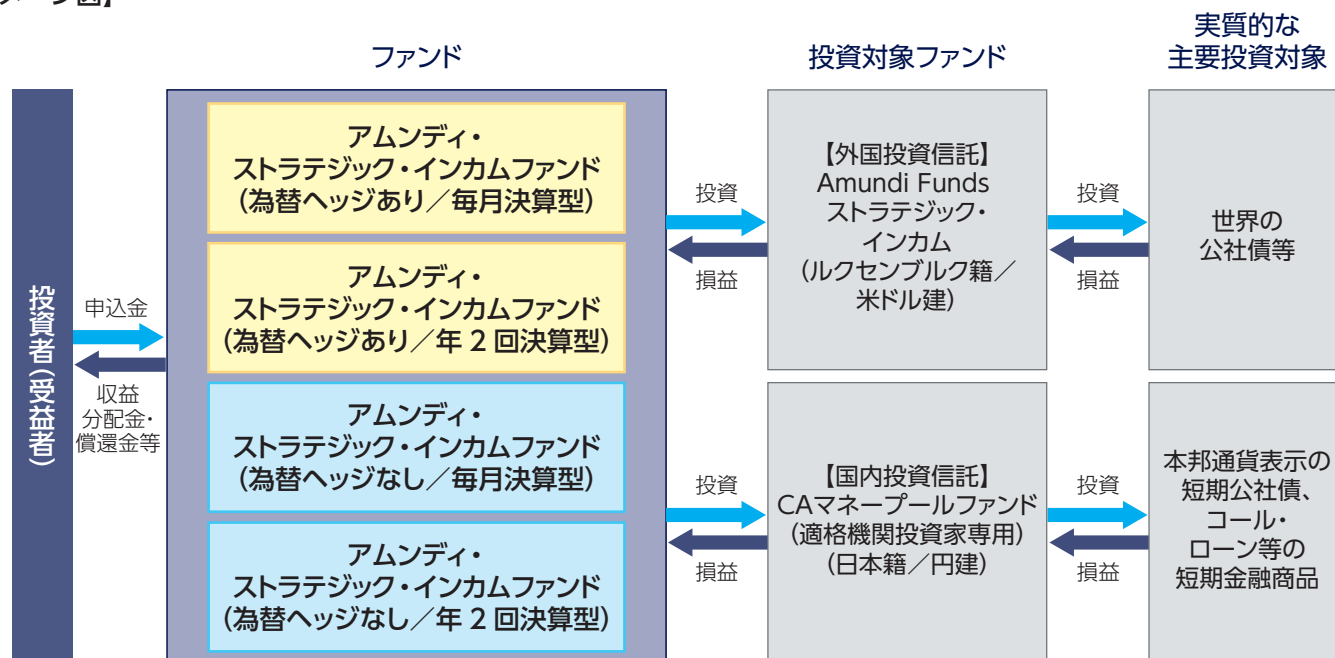 ファンド
投資対象ファンド
実質的な
主要投資対象
投資者（受益者）
申込金
収益
分配金・
償還金等
アムンディ・
ストラテジック・インカムファンド
（為替ヘッジあり／毎月決算型）
アムンディ・
ストラテジック・インカムファンド
（為替ヘッジあり／年 2 回決算型）
アムンディ・
ストラテジック・インカムファンド
（為替ヘッジなし／毎月決算型）
アムンディ・
ストラテジック・インカムファンド
（為替ヘッジなし／年 2 回決算型）
投資
損益
【外国投資信託】
Amundi Funds
ストラテジック・
インカム
（ルクセンブルク籍／
米ドル建）
投資
損益
世界の
公社債等
投資
損益
【国内投資信託】
CAマネープールファンド
（適格機関投資家専用）
（日本籍／円建）
投資
損益
本邦通貨表示の
短期公社債、
コール・
ローン等の
短期金融商品